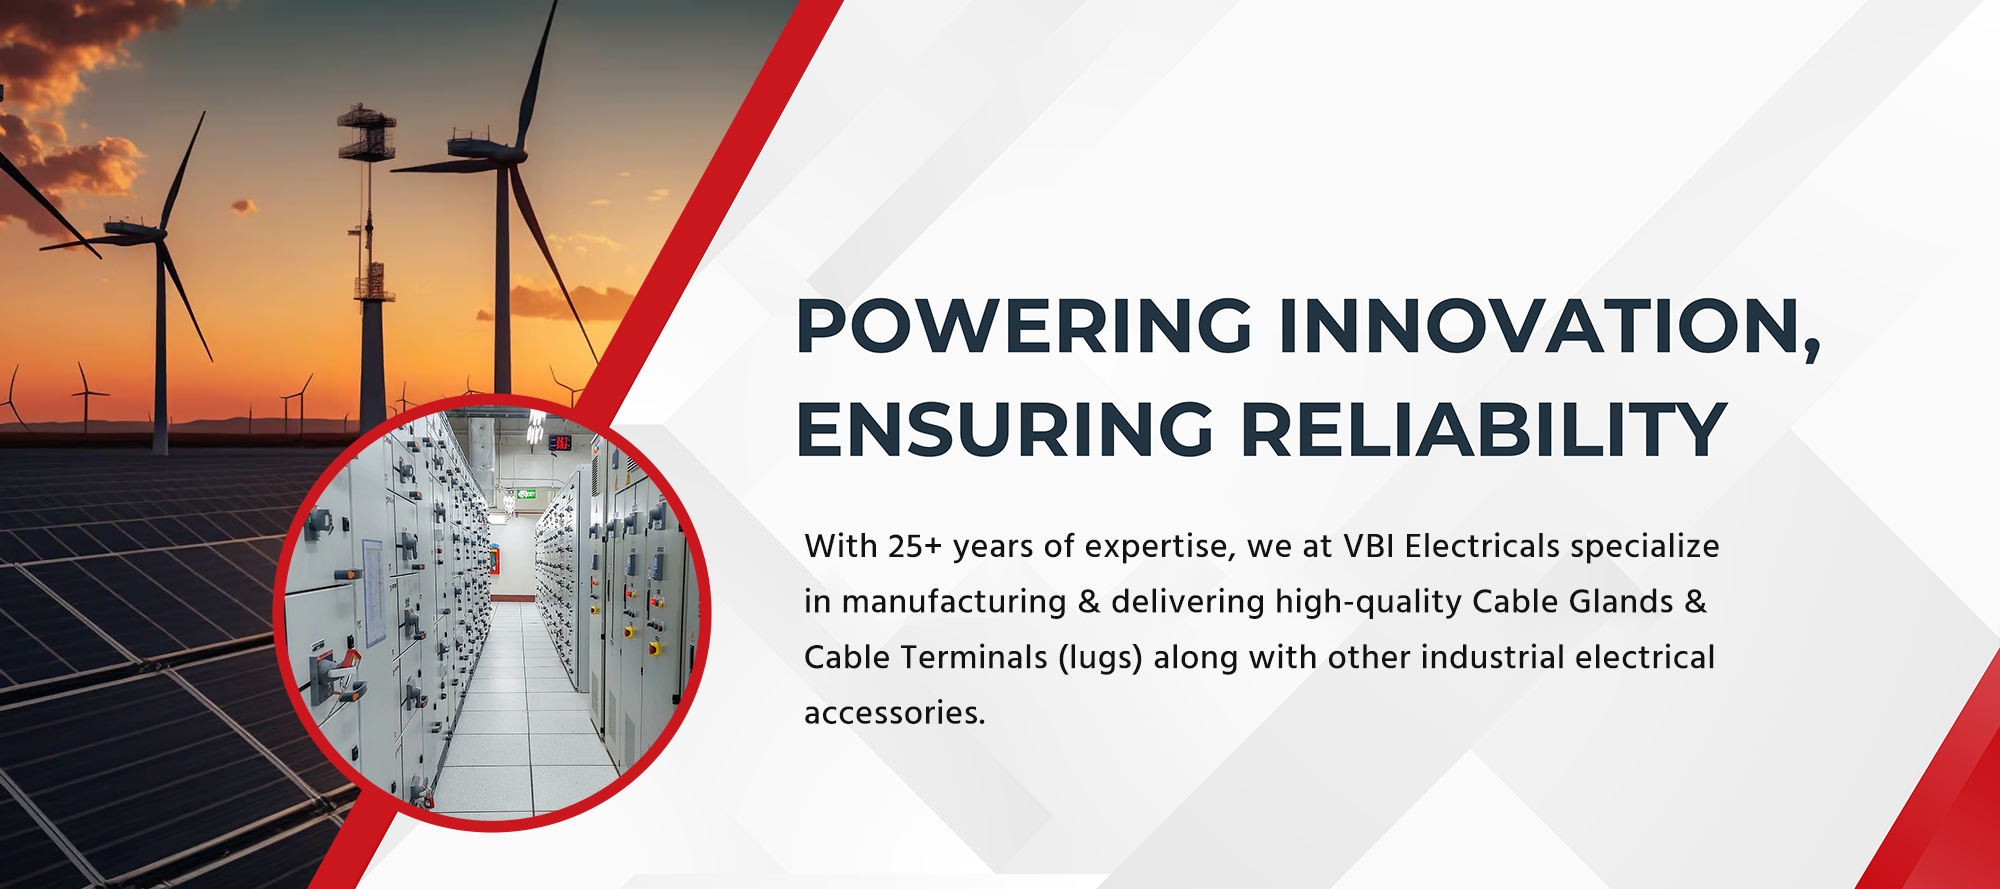 POWERING INNOVATION,
ENSURING RELIABILITY
With 25+ years of expertise, we at VBI Electricals specialize
in manufacturing & delivering high-quality Cable Glands &
Cable Terminals (lugs) along with other industrial electrical
accessories.